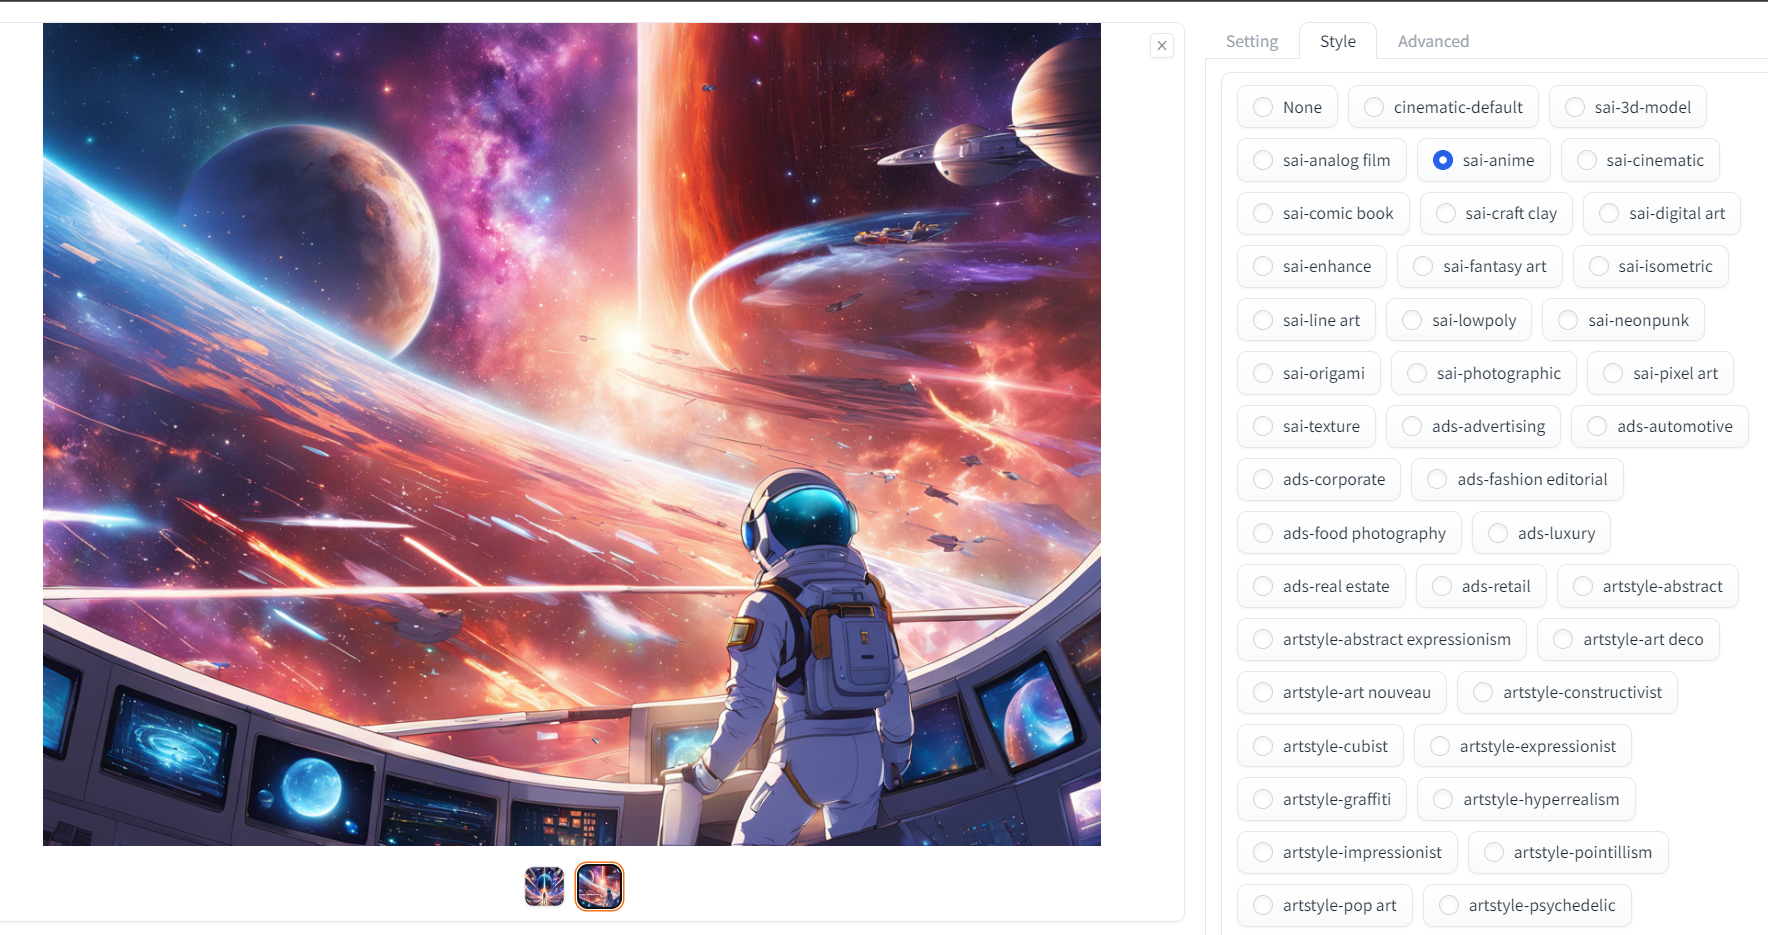 Setting Style Advanced
None cinematic-default sai-3d-model
sai-analog film sai-anime sai-cinematic
sai-comic book sai-craft clay sai-digital art
sai-enhance sai-fantasy art sai-isometric
sai-line art sai-lowpoly sai-neonpunk
sai-origami sai-photographic sai-pixel art
sai-texture ads-advertising ads-automotive
ads-corporate ads-fashion editorial
ads-food photography ads-luxury
ads-real estate ads-retail artstyle-abstract
artstyle-abstract expressionism artstyle-art deco
artstyle-art nouveau artstyle-constructivist
artstyle-cubist artstyle-expressionist
artstyle-graffiti artstyle-hyperrealism
artstyle-impressionist artstyle-pointillism
artstyle-pop art artstyle-psychedelic